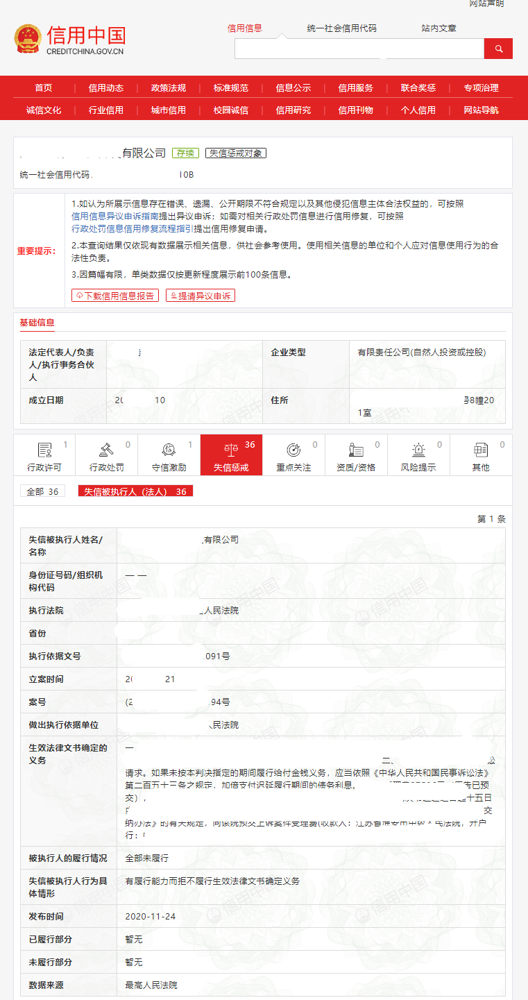 网站声明
信用中国
CREDITCHINA.GOV.CN
信用信息 统一社会信用代码 站内文章
首页 信用动态 政策法规 标准规范 信息公示 信用服务 联合奖惩 专项治理
诚信文化 行业信用 城市信用 校园诚信 信用研究 信用刊物 个人信用 网站导航
有限公司 存续 失信惩戒对象
统一社会信用代码 10B
重要提示：
1.如认为所展示信息存在错误、遗漏、公开期限不符合规定以及其他侵犯信息主体合法权益的，可按照
信用信息异议申诉指南提出异议申诉；如需对相关行政处罚信息进行信用修复，可按照
行政处罚信息信用修复流程指引提出信用修复申请。
2.本查询结果仅依现有数据展示相关信息，供社会参考使用。使用相关信息的单位和个人应对信息使用行为的合
法性负责。
3.因篇幅有限，单类数据仅按更新程度展示前100条信息。
下载信用信息报告 提请异议申诉
基础信息
法定代表人/负责
人/执行事务合伙
人
企业类型 有限责任公司(自然人投资或控股)
成立日期 20 10 住所 8幢20
1室
1 0 1 36 0 0 0 0
行政许可 行政处罚 守信激励 失信惩戒 重点关注 资质/资格 风险提示 其他
全部 36 失信被执行人（法人） 36
第 1 条
失信被执行人姓名/
名称
有限公司
身份证号码/组织机
构代码
— —
执行法院 人民法院
省份
执行依据文号 091号
立案时间 20 21
案号 (2 94号
做出执行依据单位 人民法院
生效法律文书确定的
义务
一
二、 讼
请求。如果未按本判决指定的期间履行给付金钱义务，应当依照《中华人民共和国民事诉讼法》
第二百五十三条之规定，加倍支付迟延履行期间的债务利息。 已预
交)， 十五日
交
纳办法》的有关规定，向该院预交上诉案件受理费(收款人：江苏省淮安市中级人民法院，开户
行：
被执行人的履行情况 全部未履行
失信被执行人行为具
体情形
有履行能力而拒不履行生效法律文书确定义务
发布时间 2020-11-24
已履行部分 暂无
未履行部分 暂无
数据来源 最高人民法院